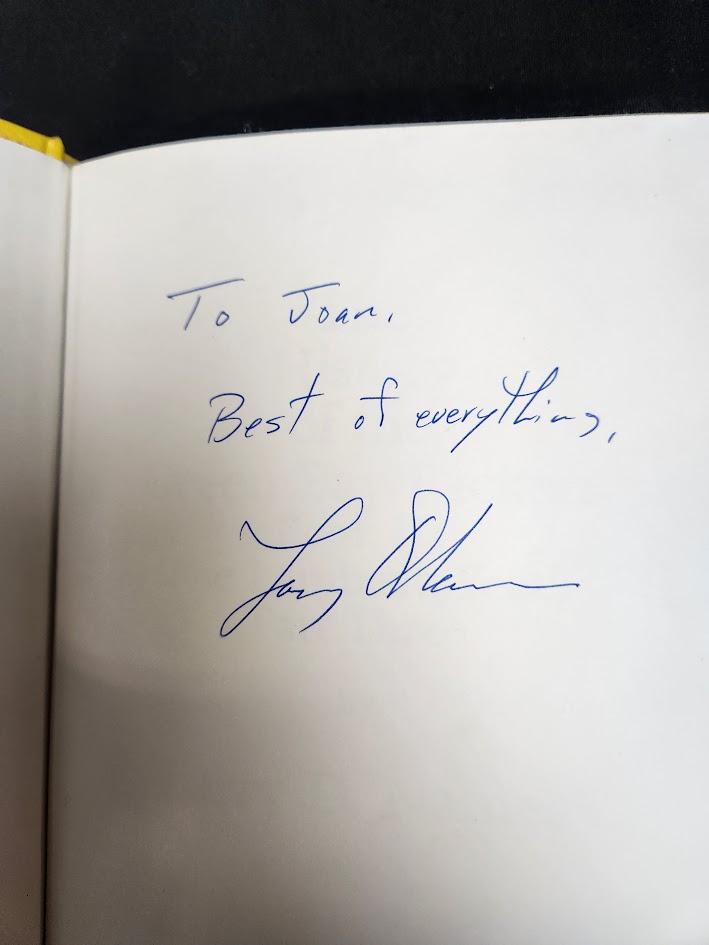 To Joan,
Best of everything,